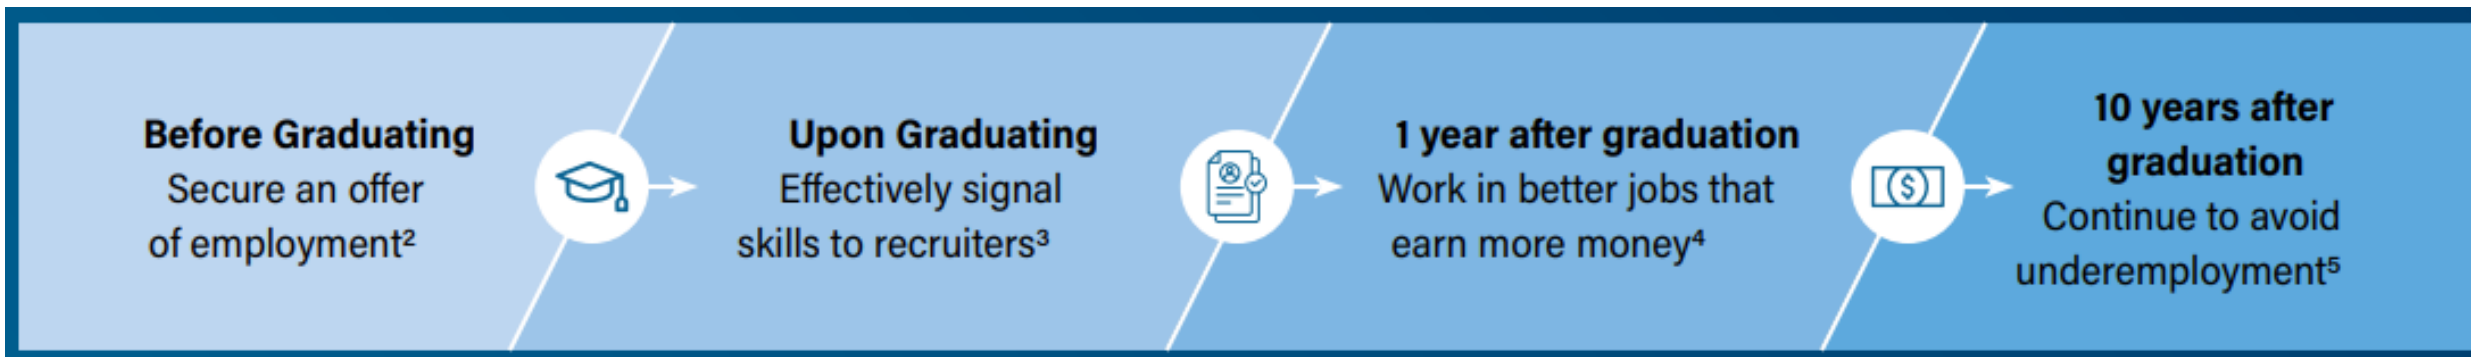 Before Graduating
Secure an offer
of employment²
Upon Graduating
Effectively signal
skills to recruiters³
1 year after graduation
Work in better jobs that
earn more money⁴
$
10 years after
graduation
Continue to avoid
underemployment⁵